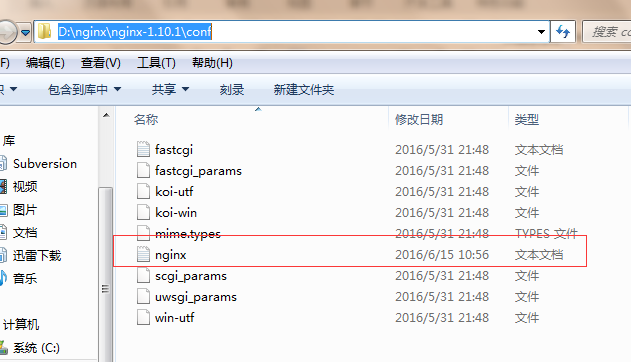 D:\nginx\nginx-1.10.1\conf
搜索 co
F) 编辑(E) 查看(V) 工具(T) 帮助(H)
包含到库中 共享 刻录 新建文件夹
名称 修改日期 类型
库
Subversion
视频
图片
文档
迅雷下载
音乐
计算机
系统 (C:)
fastcgi 2016/5/31 21:48 文本文档
fastcgi_params 2016/5/31 21:48 文件
koi-utf 2016/5/31 21:48 文件
koi-win 2016/5/31 21:48 文件
mime.types 2016/5/31 21:48 TYPES 文件
nginx 2016/6/15 10:56 文本文档
scgi_params 2016/5/31 21:48 文件
uwsgi_params 2016/5/31 21:48 文件
win-utf 2016/5/31 21:48 文件